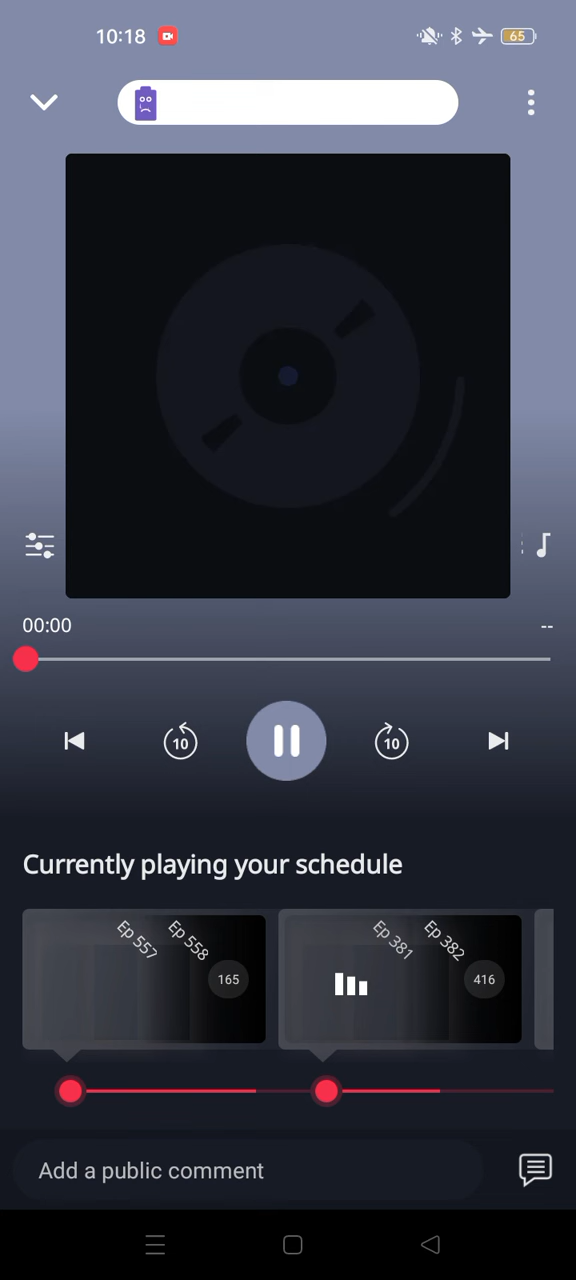 10:18
65
00:00
--
10
10
Currently playing your schedule
Ep 557
Ep 558
165
Ep 381
Ep 382
416
Add a public comment